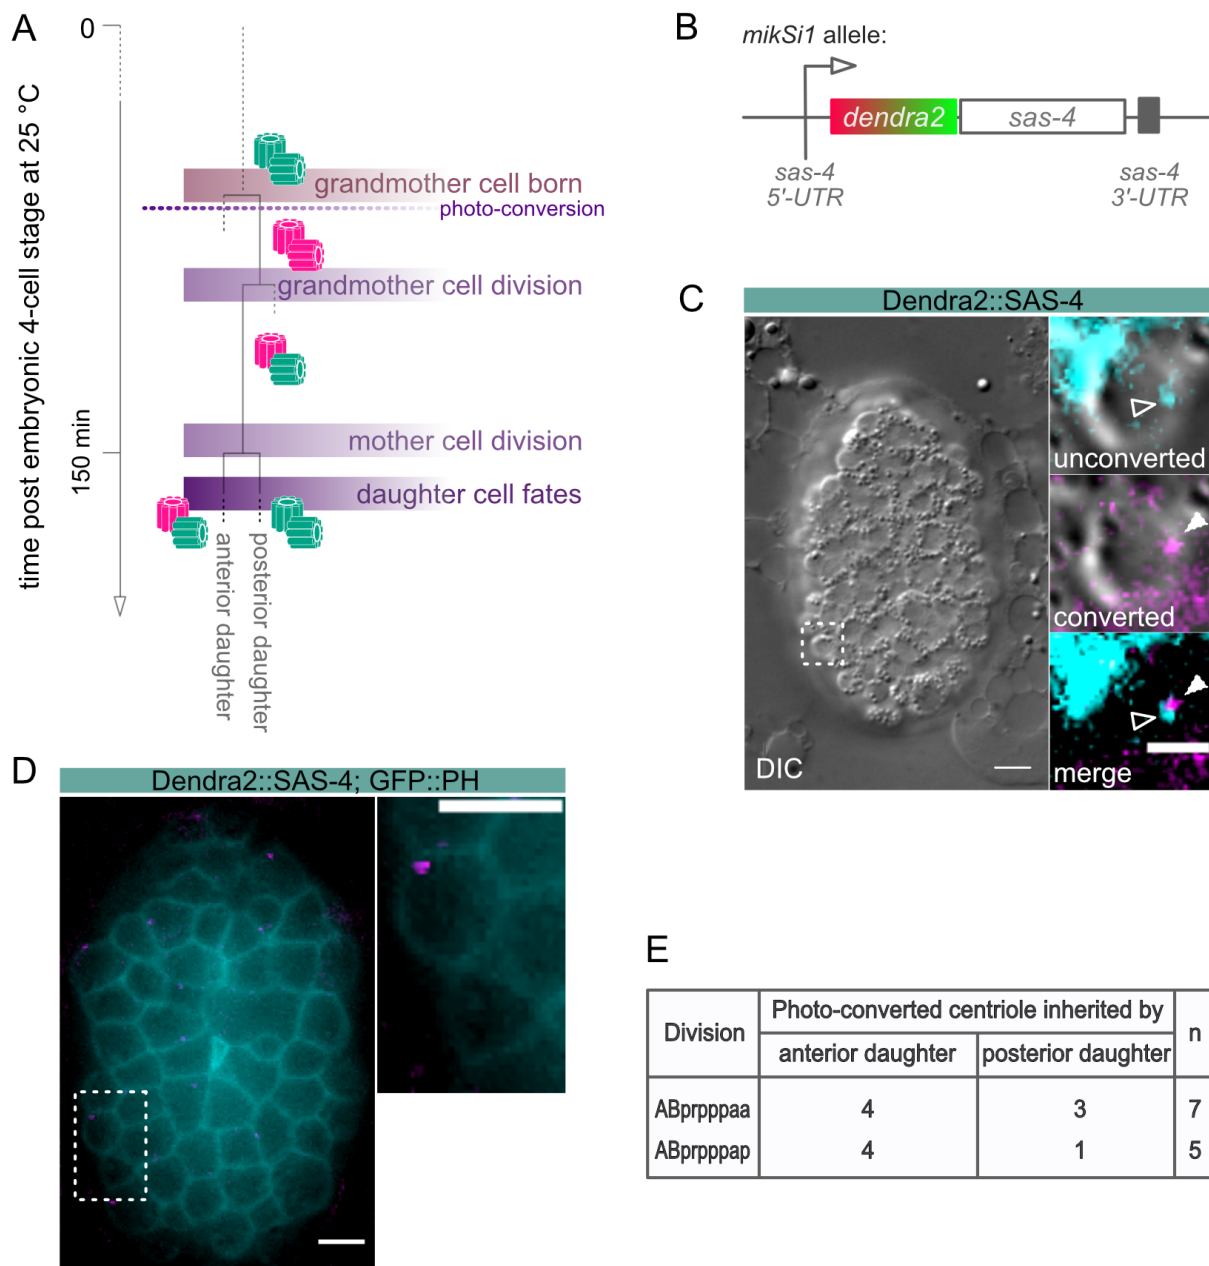 A
0
time post embryonic 4-cell stage at 25 °C
150 min
grandmother cell born
photo-conversion
grandmother cell division
mother cell division
daughter cell fates
anterior daughter
posterior daughter
B
mikSi1 allele:
dendra2
sas-4
sas-4
5'-UTR
sas-4
3'-UTR
C
Dendra2::SAS-4
DIC
unconverted
converted
merge
D
Dendra2::SAS-4; GFP::PH
E
Division
Photo-converted centriole inherited by
n
anterior daughter
posterior daughter
ABprpppaa 4 3 7
ABprpppap 4 1 5